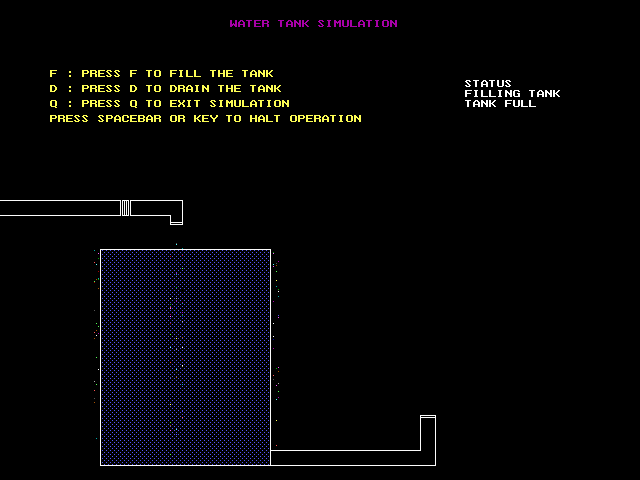 WATER TANK SIMULATION
F : PRESS F TO FILL THE TANK
D : PRESS D TO DRAIN THE TANK
Q : PRESS Q TO EXIT SIMULATION
PRESS SPACEBAR OR KEY TO HALT OPERATION
STATUS
FILLING TANK
TANK FULL